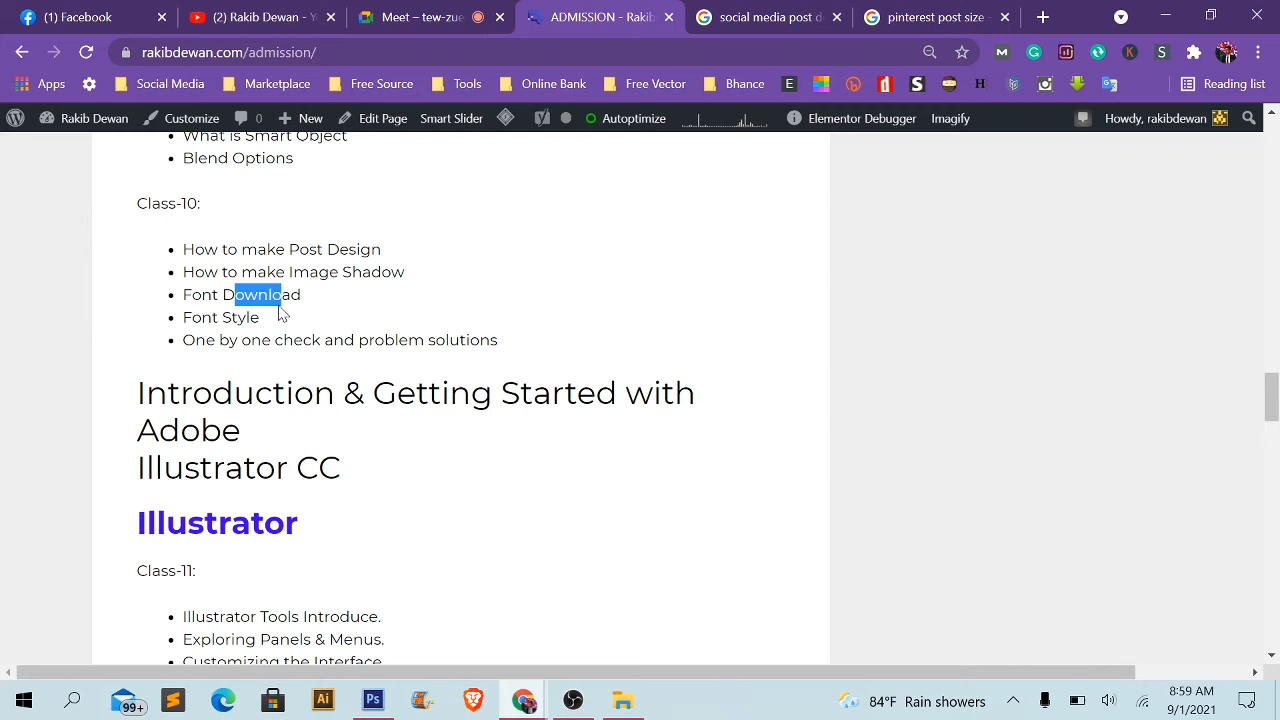 (1) Facebook
(2) Rakib Dewan - Y
Meet – tew-zue
ADMISSION - Rakib
social media post d
pinterest post size -
rakibdewan.com/admission/
Apps
Social Media
Marketplace
Free Source
Tools
Online Bank
Free Vector
Bhance
Reading list
Rakib Dewan
Customize
0
New
Edit Page
Smart Slider
Autoptimize
Elementor Debugger
Imagify
Howdy, rakibdewan
What is Smart Object
Blend Options
Class-10:
How to make Post Design
How to make Image Shadow
Font Download
Font Style
One by one check and problem solutions
Introduction & Getting Started with
Adobe
Illustrator CC
Illustrator
Class-11:
Illustrator Tools Introduce.
Exploring Panels & Menus.
Customizing the Interface
99+
Ai
Ps
84°F Rain showers
8:59 AM
9/1/2021